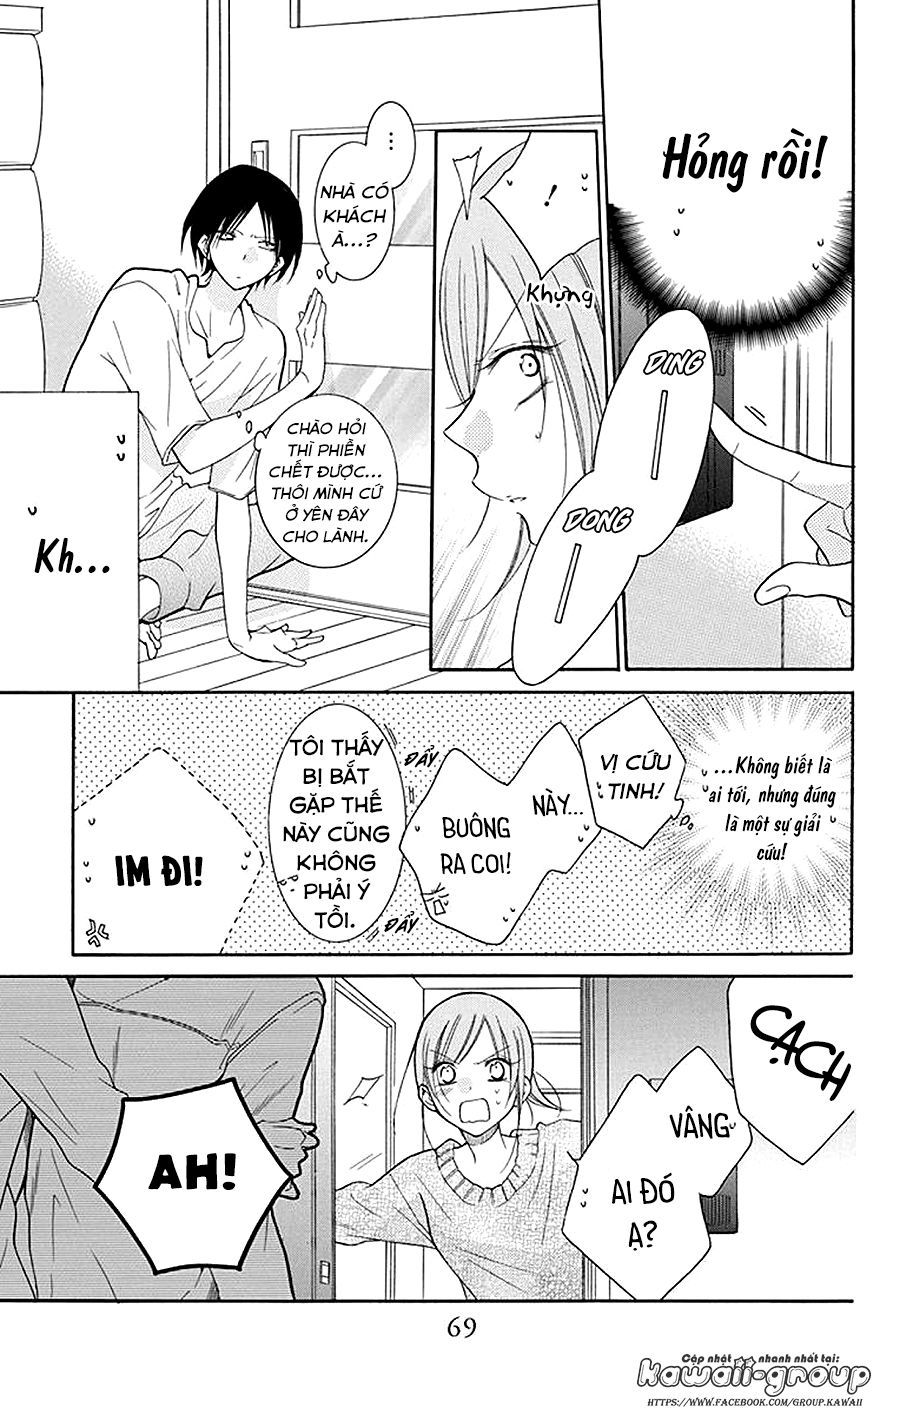 Hỏng rồi!
DING
DONG
!
Khựng
...
NHÀ CÓ
KHÁCH
À...?
CHÀO HỎI
THÌ PHIỀN
CHẾT ĐƯỢC...
THÔI MÌNH CỨ
Ở YÊN ĐÂY
CHO LÀNH.
Kh...
...Không biết là
ai tới, nhưng đúng
là một sự giải
cứu!
VỊ CỨU
TINH!
NÀY...
BUÔNG
RA COI!
ĐẨY
ĐẨY
TÔI THẤY
BỊ BẮT
GẶP THẾ
NÀY CŨNG
KHÔNG
PHẢI Ý
TỒI.
IM ĐI!
CẠCH
VÂNG
AI ĐÓ
Ạ?
AH!
69
Cập nhật nhanh nhất tại:
kawaii-group
HTTPS://WWW.FACEBOOK.COM/GROUP.KAWAII